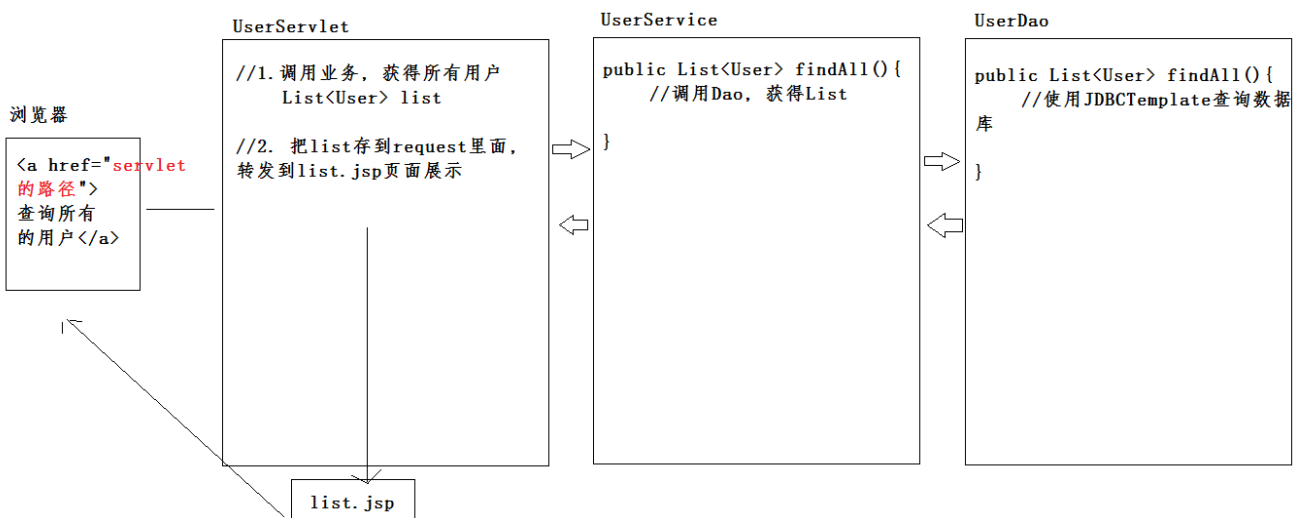 浏览器
<a href="servlet
的路径">
查询所有
的用户</a>
UserServlet
//1.调用业务, 获得所有用户
List<User> list
//2. 把list存到request里面,
转发到list.jsp页面展示
UserService
public List<User> findAll(){
//调用Dao, 获得List
}
UserDao
public List<User> findAll(){
//使用JDBCTemplate查询数据
库
}
list.jsp